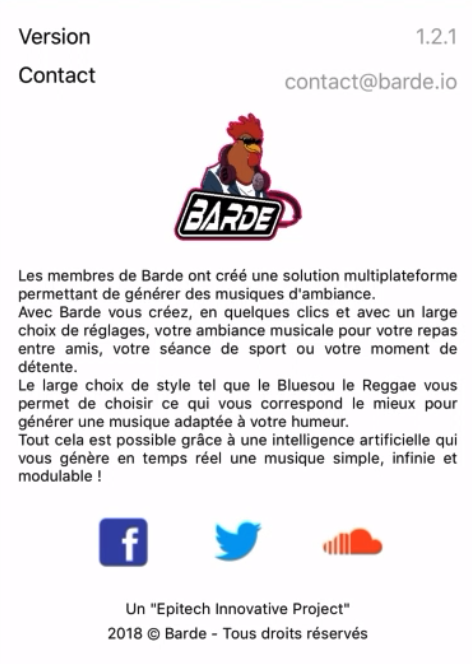 Version 1.2.1
Contact contact@barde.io
BARDE
Les membres de Barde ont créé une solution multiplateforme
permettant de générer des musiques d'ambiance.
Avec Barde vous créez, en quelques clics et avec un large
choix de réglages, votre ambiance musicale pour votre repas
entre amis, votre séance de sport ou votre moment de
détente.
Le large choix de style tel que le Bluesou le Reggae vous
permet de choisir ce qui vous correspond le mieux pour
générer une musique adaptée à votre humeur.
Tout cela est possible grâce à une intelligence artificielle qui
vous génère en temps réel une musique simple, infinie et
modulable !
f
Un "Epitech Innovative Project"
2018 © Barde - Tous droits réservés